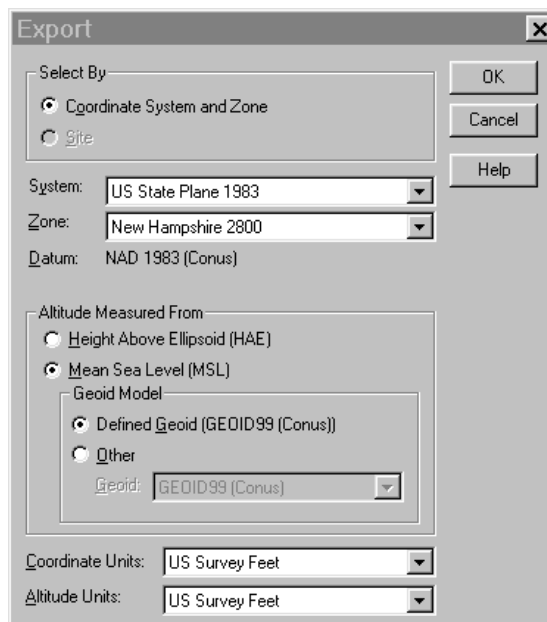 Export
Select By
Coordinate System and Zone
Site
OK
Cancel
Help
System: US State Plane 1983
Zone: New Hampshire 2800
Datum: NAD 1983 (Conus)
Altitude Measured From
Height Above Ellipsoid (HAE)
Mean Sea Level (MSL)
Geoid Model
Defined Geoid (GEOID99 (Conus))
Other
Geoid: GEOID99 (Conus)
Coordinate Units: US Survey Feet
Altitude Units: US Survey Feet